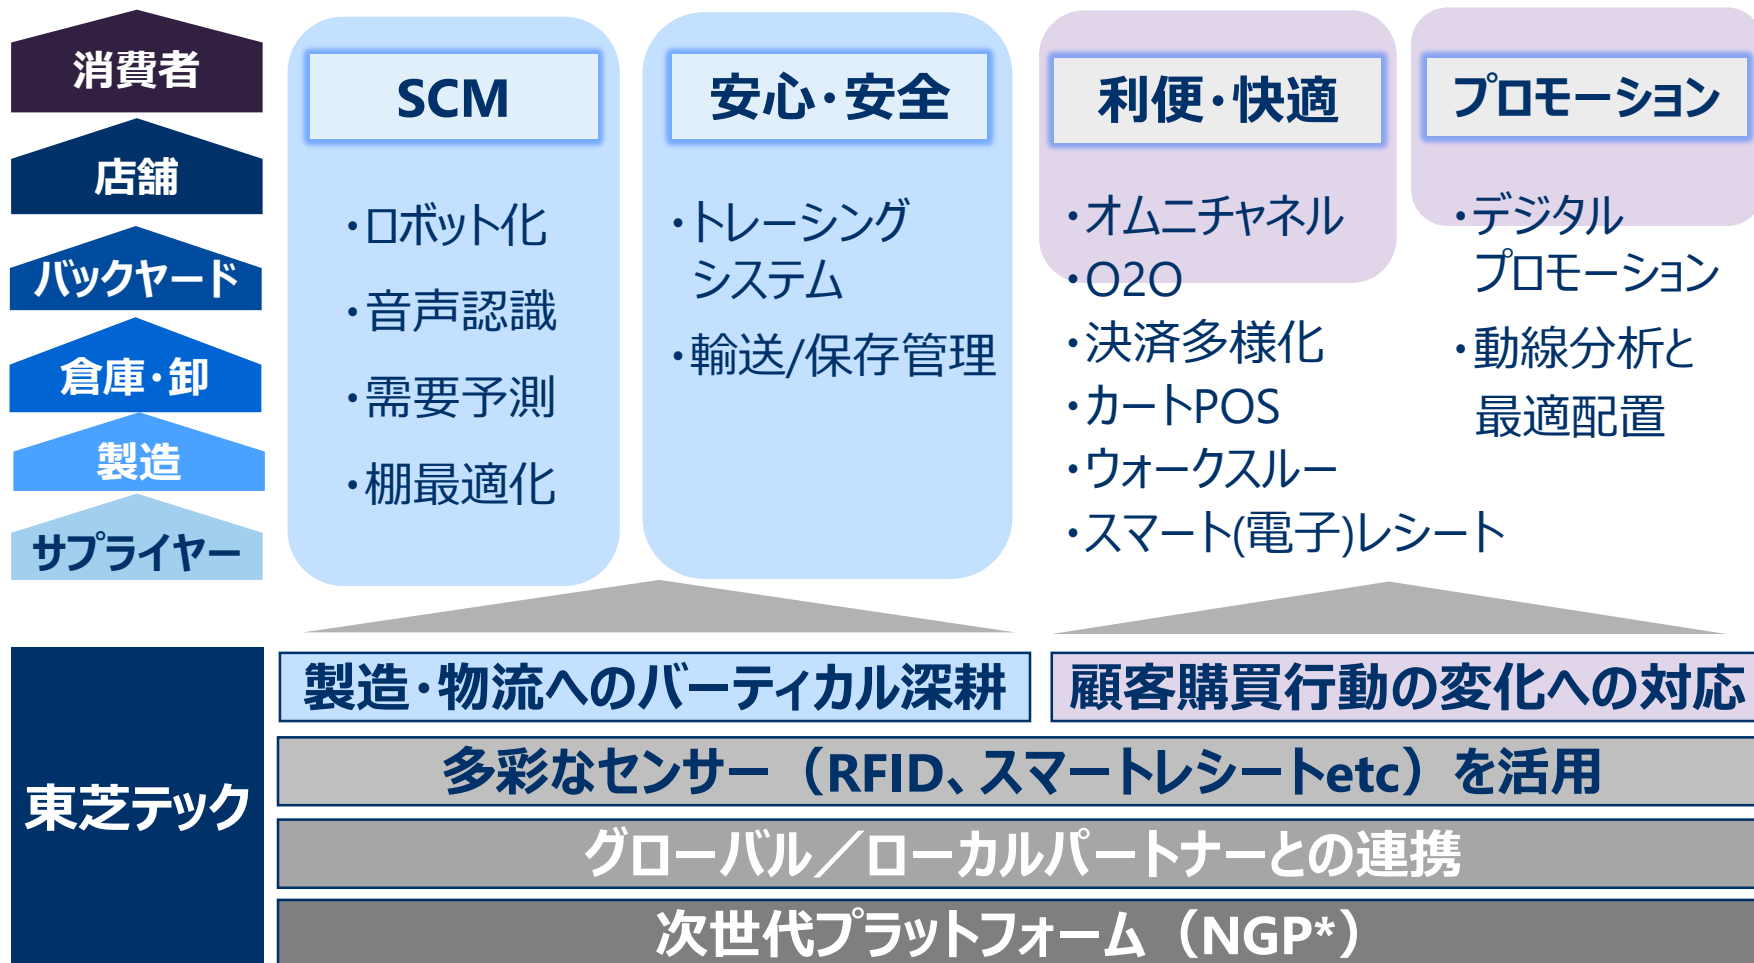 消費者
店舗
バックヤード
倉庫・卸
製造
サプライヤー
SCM
・ロボット化
・音声認識
・需要予測
・棚最適化
安心・安全
・トレーシング
システム
・輸送/保存管理
利便・快適
・オムニチャネル
・O2O
・決済多様化
・カートPOS
・ウォークスルー
・スマート(電子)レシート
プロモーション
・デジタル
プロモーション
・動線分析と
最適配置
東芝テック
製造・物流へのバーティカル深耕
顧客購買行動の変化への対応
多彩なセンサー（RFID、スマートレシートetc）を活用
グローバル／ローカルパートナーとの連携
次世代プラットフォーム（NGP*）